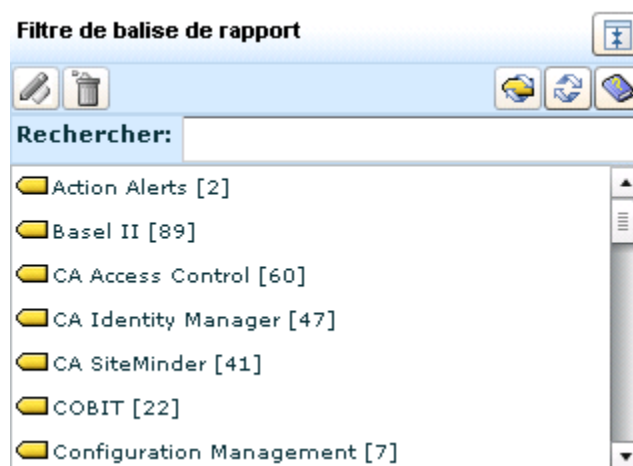 Filtre de balise de rapport
Rechercher:
Action Alerts [2]
Basel II [89]
CA Access Control [60]
CA Identity Manager [47]
CA SiteMinder [41]
COBIT [22]
Configuration Management [7]